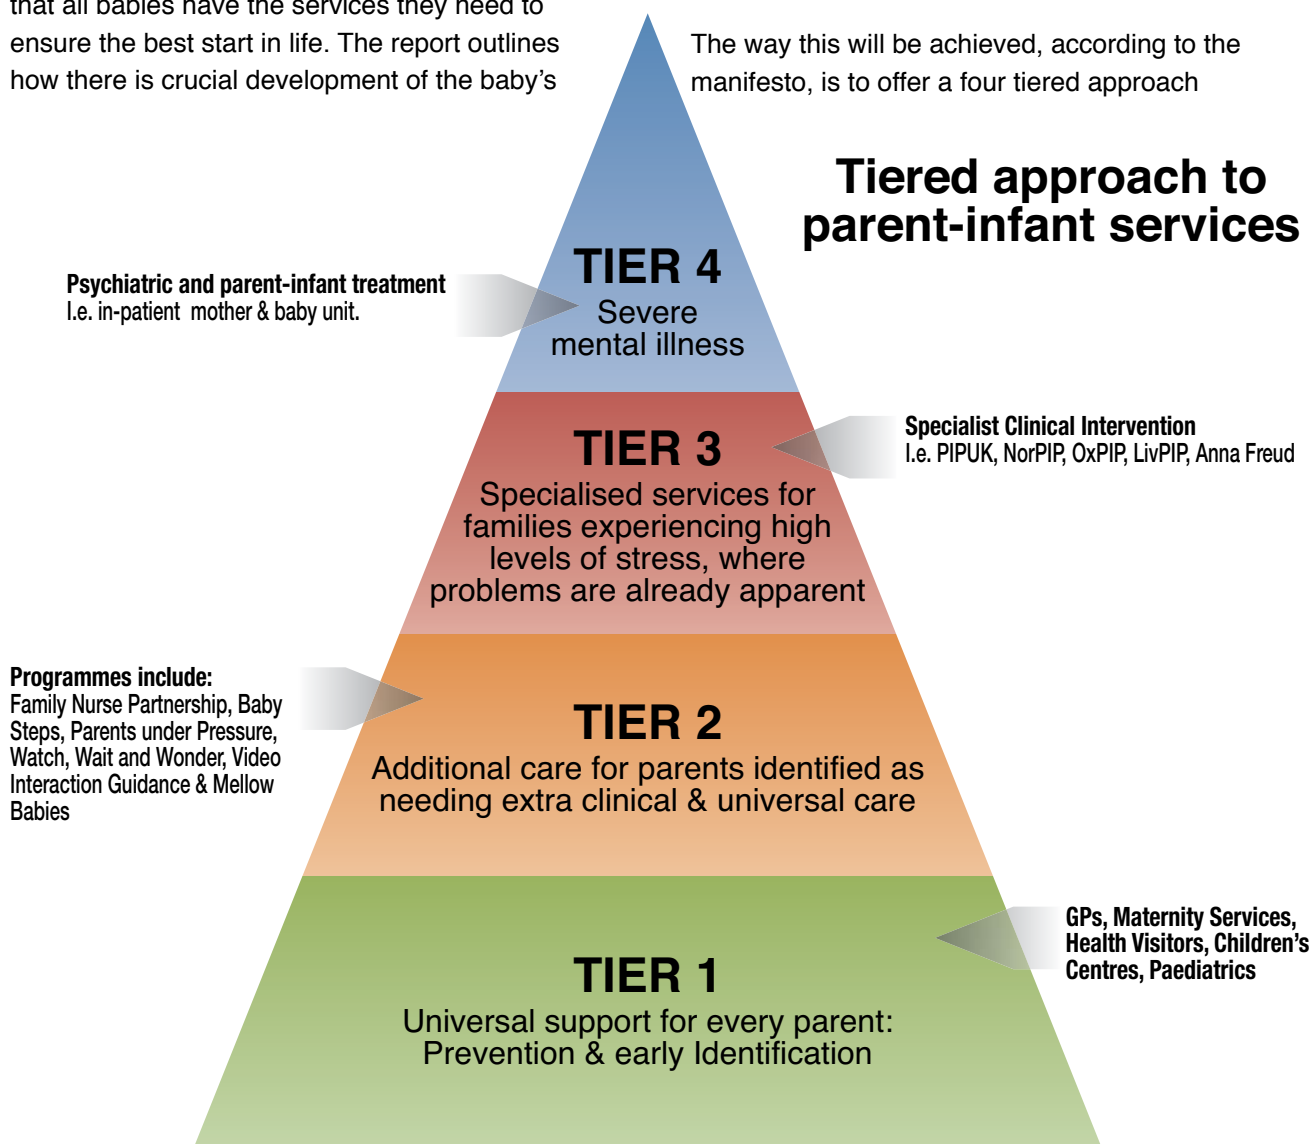 that all babies have the services they need to
ensure the best start in life. The report outlines
how there is crucial development of the baby's
The way this will be achieved, according to the
manifesto, is to offer a four tiered approach
Tiered approach to
parent-infant services
TIER 4
Severe
mental illness
Psychiatric and parent-infant treatment
I.e. in-patient mother & baby unit.
TIER 3
Specialised services for
families experiencing high
levels of stress, where
problems are already apparent
Specialist Clinical Intervention
I.e. PIPUK, NorPIP, OxPIP, LivPIP, Anna Freud
Programmes include:
Family Nurse Partnership, Baby
Steps, Parents under Pressure,
Watch, Wait and Wonder, Video
Interaction Guidance & Mellow
Babies
TIER 2
Additional care for parents identified as
needing extra clinical & universal care
TIER 1
Universal support for every parent:
Prevention & early Identification
GPs, Maternity Services,
Health Visitors, Children's
Centres, Paediatrics